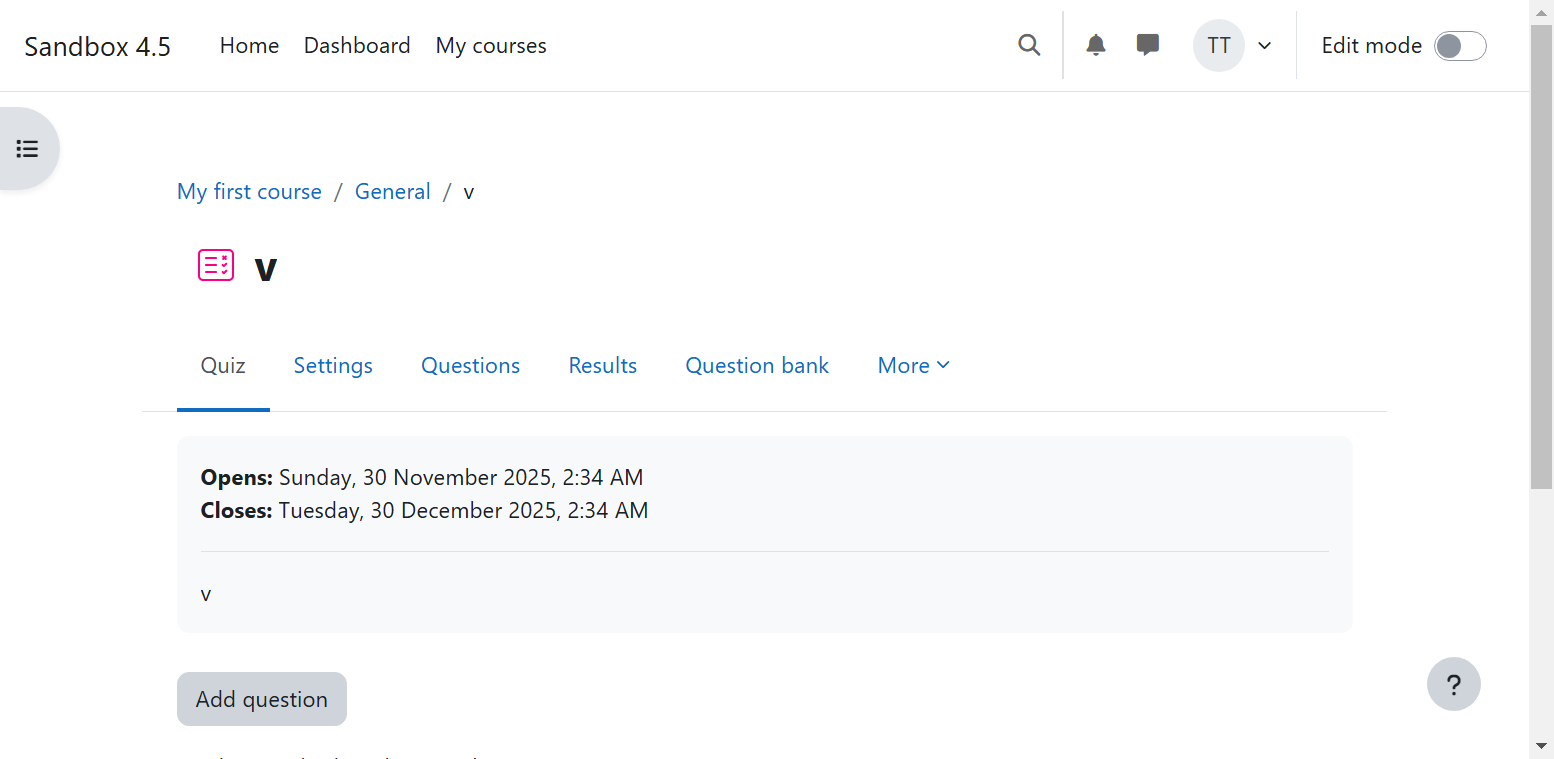 Sandbox 4.5 Home Dashboard My courses TT Edit mode
My first course / General / v
v
Quiz Settings Questions Results Question bank More
Opens: Sunday, 30 November 2025, 2:34 AM
Closes: Tuesday, 30 December 2025, 2:34 AM
v
?
Add question